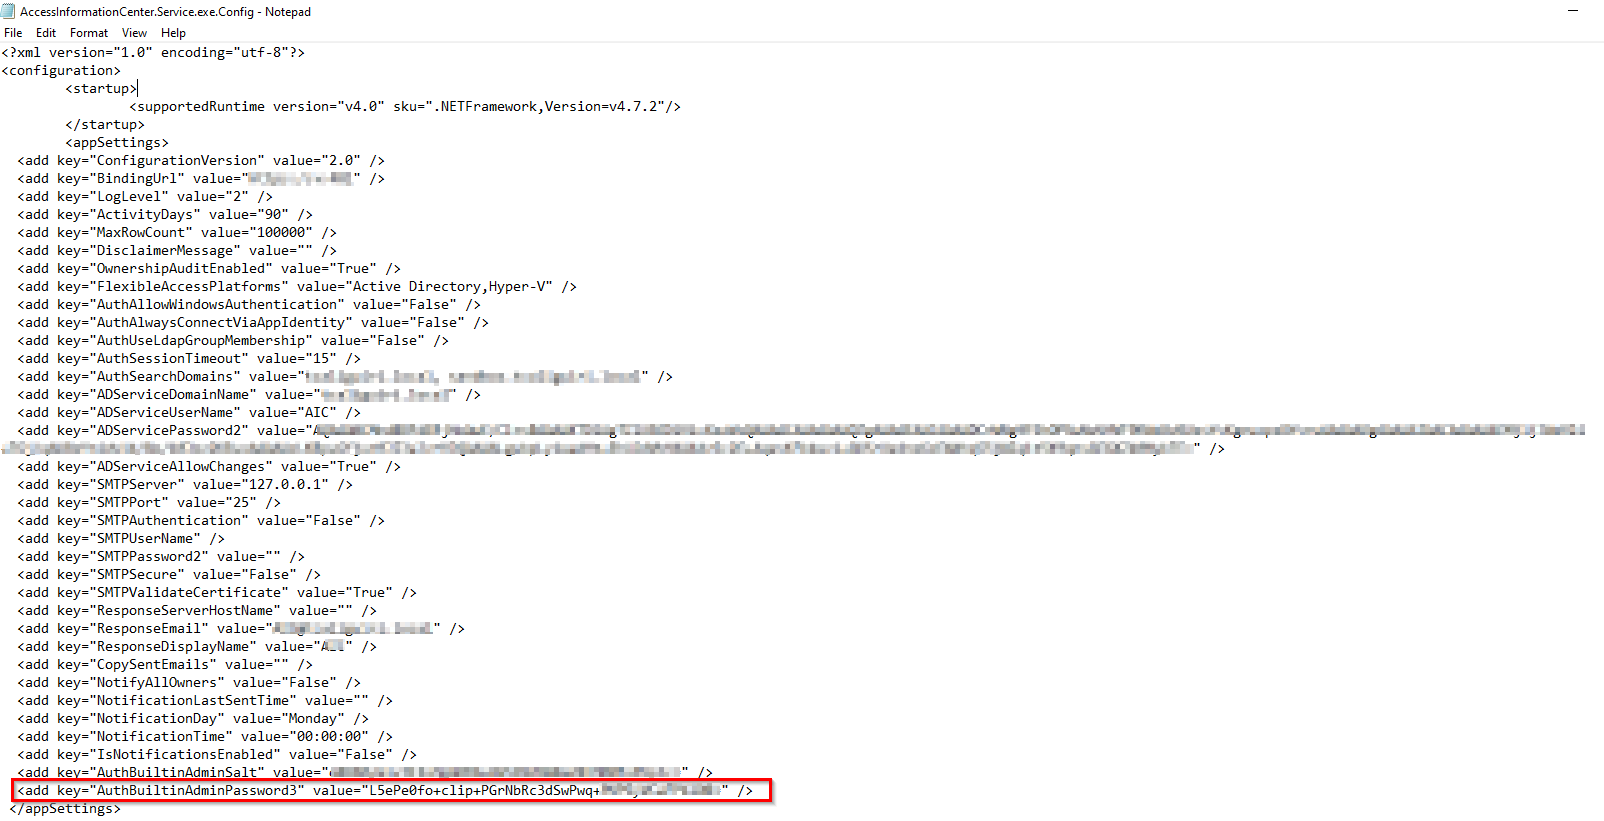 AccessInformationCenter.Service.exe.Config - Notepad
File Edit Format View Help
<?xml version="1.0" encoding="utf-8"?>
<configuration>
<startup>
<supportedRuntime version="v4.0" sku=".NETFramework,Version=v4.7.2"/>
</startup>
<appSettings>
<add key="ConfigurationVersion" value="2.0" />
<add key="BindingUrl" value="" />
<add key="LogLevel" value="2" />
<add key="ActivityDays" value="90" />
<add key="MaxRowCount" value="100000" />
<add key="DisclaimerMessage" value="" />
<add key="OwnershipAuditEnabled" value="True" />
<add key="FlexibleAccessPlatforms" value="Active Directory,Hyper-V" />
<add key="AuthAllowWindowsAuthentication" value="False" />
<add key="AuthAlwaysConnectViaAppIdentity" value="False" />
<add key="AuthUseLdapGroupMembership" value="False" />
<add key="AuthSessionTimeout" value="15" />
<add key="AuthSearchDomains" value="" />
<add key="ADServiceDomainName" value="" />
<add key="ADServiceUserName" value="AIC" />
<add key="ADServicePassword2" value="
" />
<add key="ADServiceAllowChanges" value="True" />
<add key="SMTPServer" value="127.0.0.1" />
<add key="SMTPPort" value="25" />
<add key="SMTPAuthentication" value="False" />
<add key="SMTPUserName" />
<add key="SMTPPassword2" value="" />
<add key="SMTPSecure" value="False" />
<add key="SMTPValidateCertificate" value="True" />
<add key="ResponseServerHostName" value="" />
<add key="ResponseEmail" value="" />
<add key="ResponseDisplayName" value="" />
<add key="CopySentEmails" value="" />
<add key="NotifyAllOwners" value="False" />
<add key="NotificationLastSentTime" value="" />
<add key="NotificationDay" value="Monday" />
<add key="NotificationTime" value="00:00:00" />
<add key="IsNotificationsEnabled" value="False" />
<add key="AuthBuiltinAdminSalt" value="" />
<add key="AuthBuiltinAdminPassword3" value="L5ePe0fo+clip+PGrNbRc3dSwPwq+" />
</appSettings>